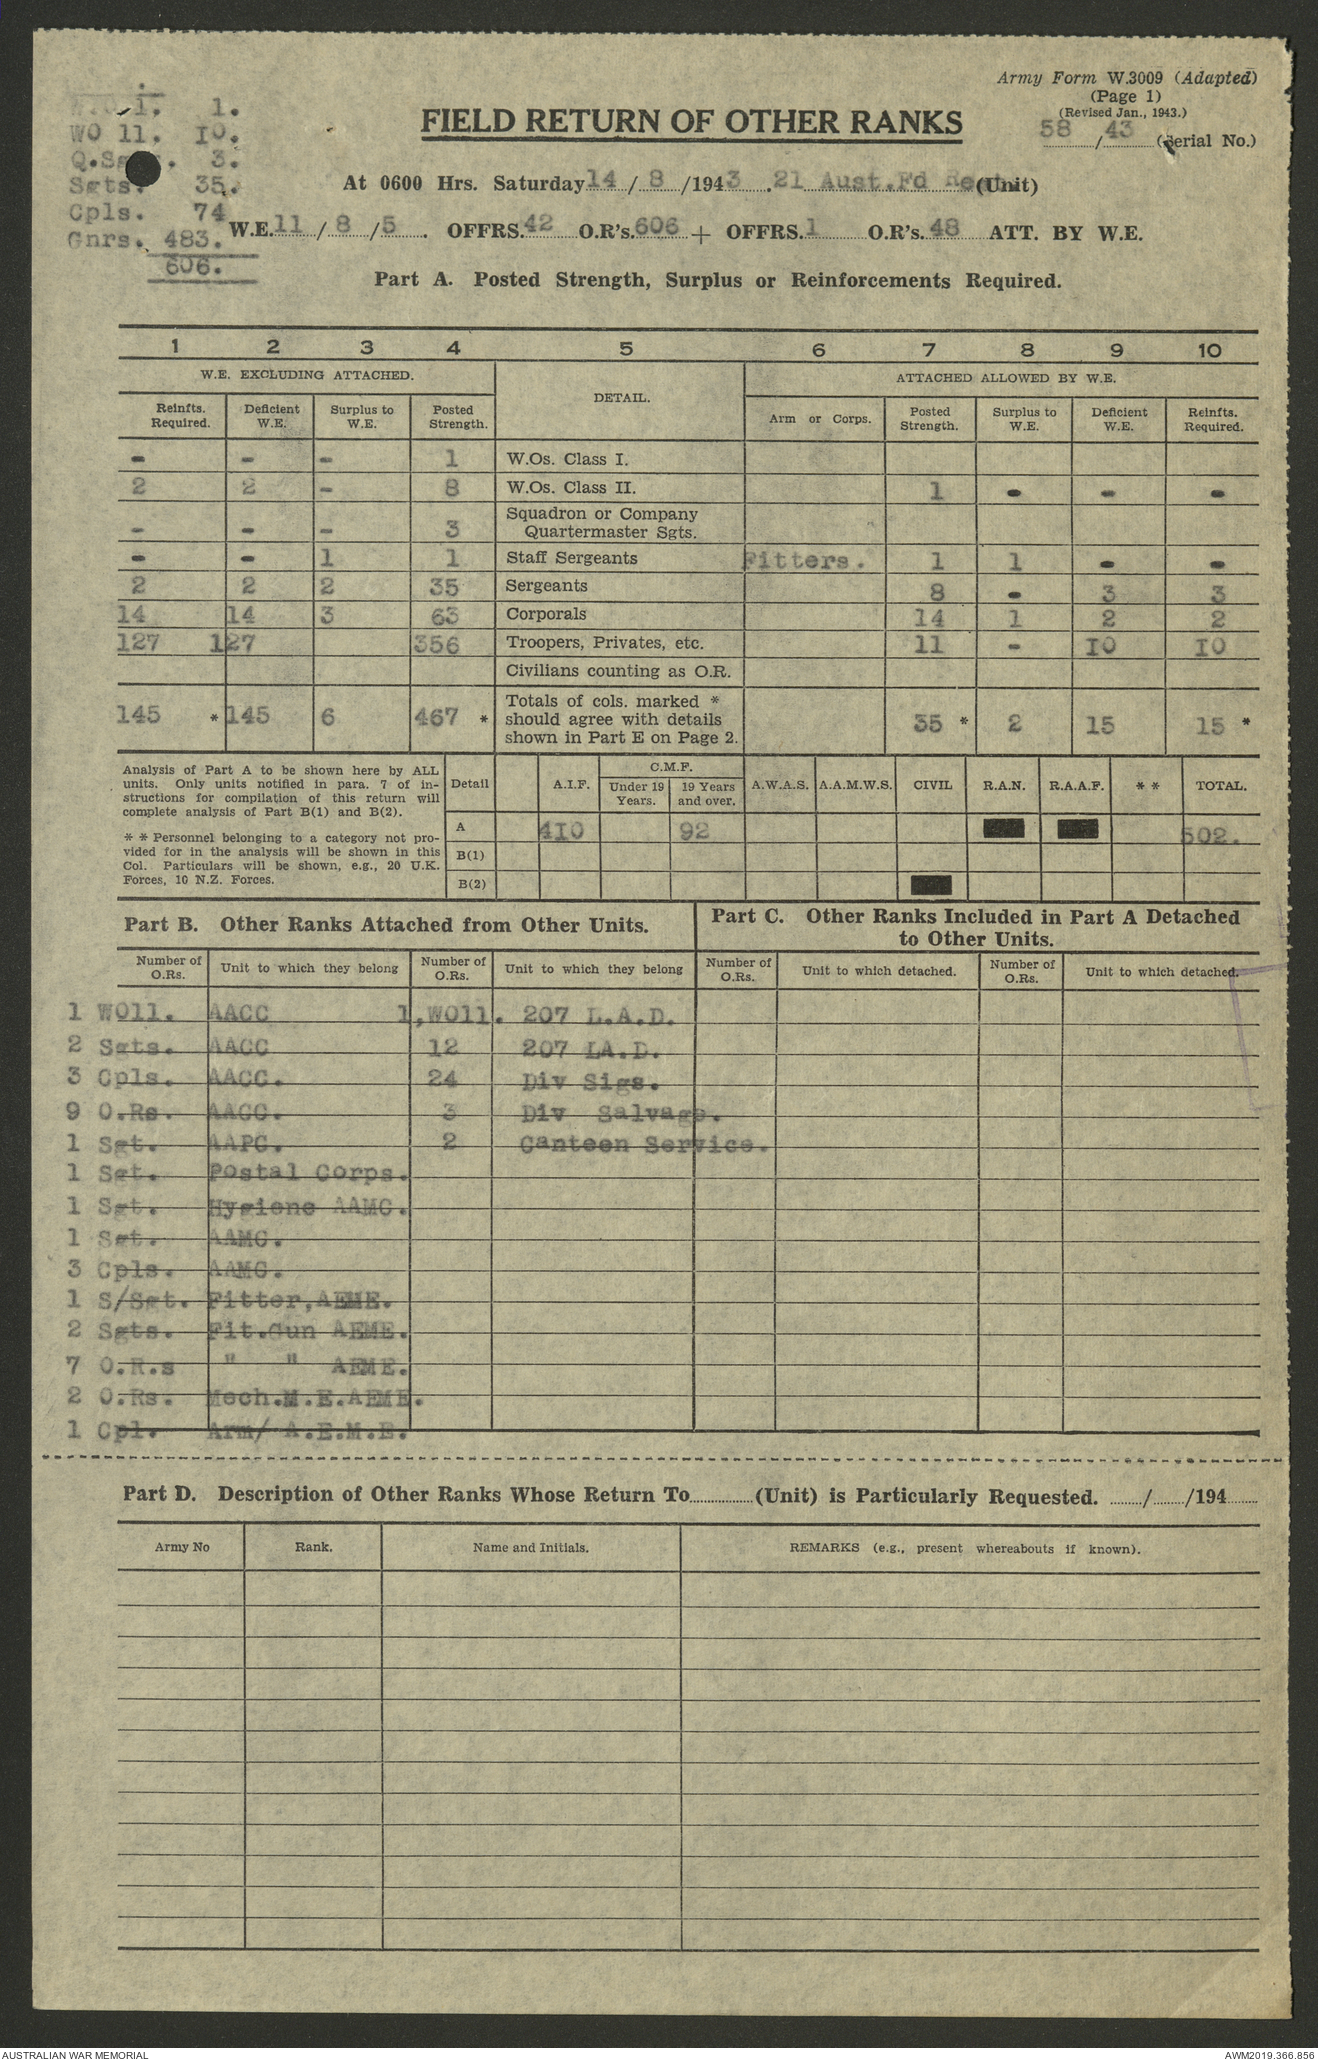 Army Form W.3009 (Adapted)
(Page 1)
(Revised Jan., 1943.)
58 / 43 (Serial No.)
1.
WO 11. 10.
3.
Sgts. 35.
Cpls. 74
Gnrs. 483.
606.
FIELD RETURN OF OTHER RANKS
At 0600 Hrs. Saturday 14 / 8 /1943 . 21 Aust.Fd (Unit)
W.E. 11 / 8 / 5 . OFFRS. 42 O.R's. 606 + OFFRS. 1 O.R's. 48 ATT. BY W.E.
Part A. Posted Strength, Surplus or Reinforcements Required.
1 2 3 4 5 6 7 8 9 10
W.E. EXCLUDING ATTACHED. DETAIL. ATTACHED ALLOWED BY W.E.
Reinfts. Required. Deficient W.E. Surplus to W.E. Posted Strength. Arm or Corps. Posted Strength. Surplus to W.E. Deficient W.E. Reinfts. Required.
- - - 1 W.Os. Class I.
2 2 - 8 W.Os. Class II. 1 - - -
- - - 3 Squadron or Company Quartermaster Sgts.
- - 1 1 Staff Sergeants Fitters. 1 1 - -
2 2 2 35 Sergeants 8 - 3 3
14 14 3 63 Corporals 14 1 2 2
127 127 356 Troopers, Privates, etc. 11 - 10 10
Civilians counting as O.R.
145 * 145 6 467 * Totals of cols. marked * should agree with details shown in Part E on Page 2. 35 * 2 15 15 *
Analysis of Part A to be shown here by ALL
units. Only units notified in para. 7 of in-
structions for compilation of this return will
complete analysis of Part B(1) and B(2).
* * Personnel belonging to a category not pro-
vided for in the analysis will be shown in this
Col. Particulars will be shown, e.g., 20 U.K.
Forces, 10 N.Z. Forces.
Detail A.I.F. C.M.F. Under 19 Years. 19 Years and over. A.W.A.S. A.A.M.W.S. CIVIL R.A.N. R.A.A.F. * * TOTAL.
A 410 92 502.
B(1)
B(2)
Part B. Other Ranks Attached from Other Units.
Part C. Other Ranks Included in Part A Detached
to Other Units.
Number of O.Rs. Unit to which they belong Number of O.Rs. Unit to which they belong Number of O.Rs. Unit to which detached. Number of O.Rs. Unit to which detached.
1 WO11. AACC 1,WO11. 207 L.A.D.
2 Sgts. AACC 12 207 LA.D.
3 Cpls. AACC. 24 Div Sigs.
9 O.Rs. AACC. 3 Div Salvage.
1 Sgt. AAPC. 2 Canteen Service.
1 Sgt. Postal Corps.
1 Sgt. Hygiene AAMC.
1 Sgt. AAMC.
3 Cpls. AAMC.
1 S/Sgt. Fitter,AEME.
2 Sgts. Fit.Gun AEME.
7 O.R.s " " AEME.
2 O.Rs. Mech.M.E.AEME.
1 Cpl. Arm/ A.E.M.E.
Part D. Description of Other Ranks Whose Return To (Unit) is Particularly Requested. / /194
Army No Rank. Name and Initials. REMARKS (e.g., present whereabouts if known).
AUSTRALIAN WAR MEMORIAL AWM2019.366.856